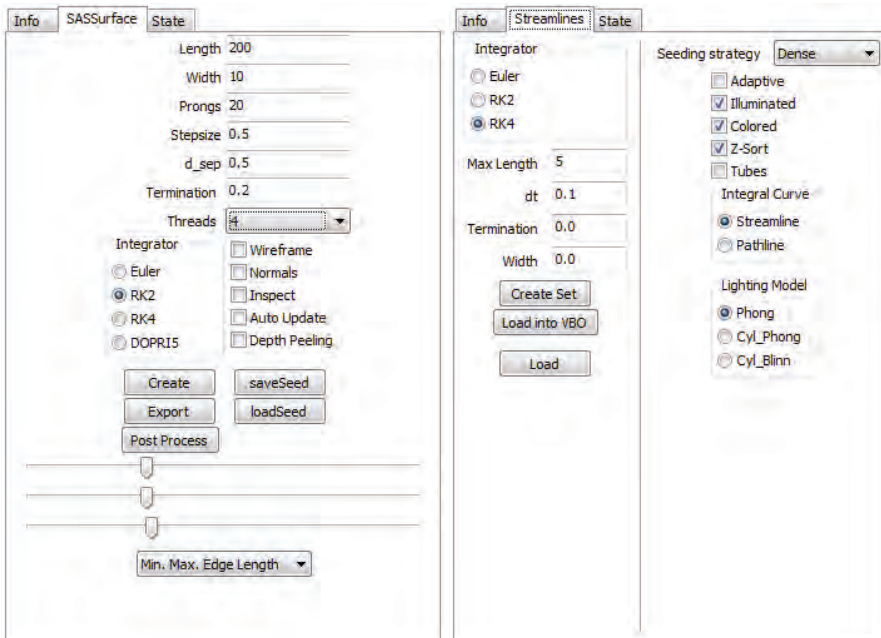 Info SASSurface State
Length 200
Width 10
Prongs 20
Stepsize 0.5
d_sep 0.5
Termination 0.2
Threads 4
Integrator
Euler
RK2
RK4
DOPRI5
Wireframe
Normals
Inspect
Auto Update
Depth Peeling
Create saveSeed
Export loadSeed
Post Process
Min. Max. Edge Length
Info Streamlines State
Integrator
Euler
RK2
RK4
Max Length 5
dt 0.1
Termination 0.0
Width 0.0
Create Set
Load into VBO
Load
Seeding strategy Dense
Adaptive
Illuminated
Colored
Z-Sort
Tubes
Integral Curve
Streamline
Pathline
Lighting Model
Phong
Cyl_Phong
Cyl_Blinn